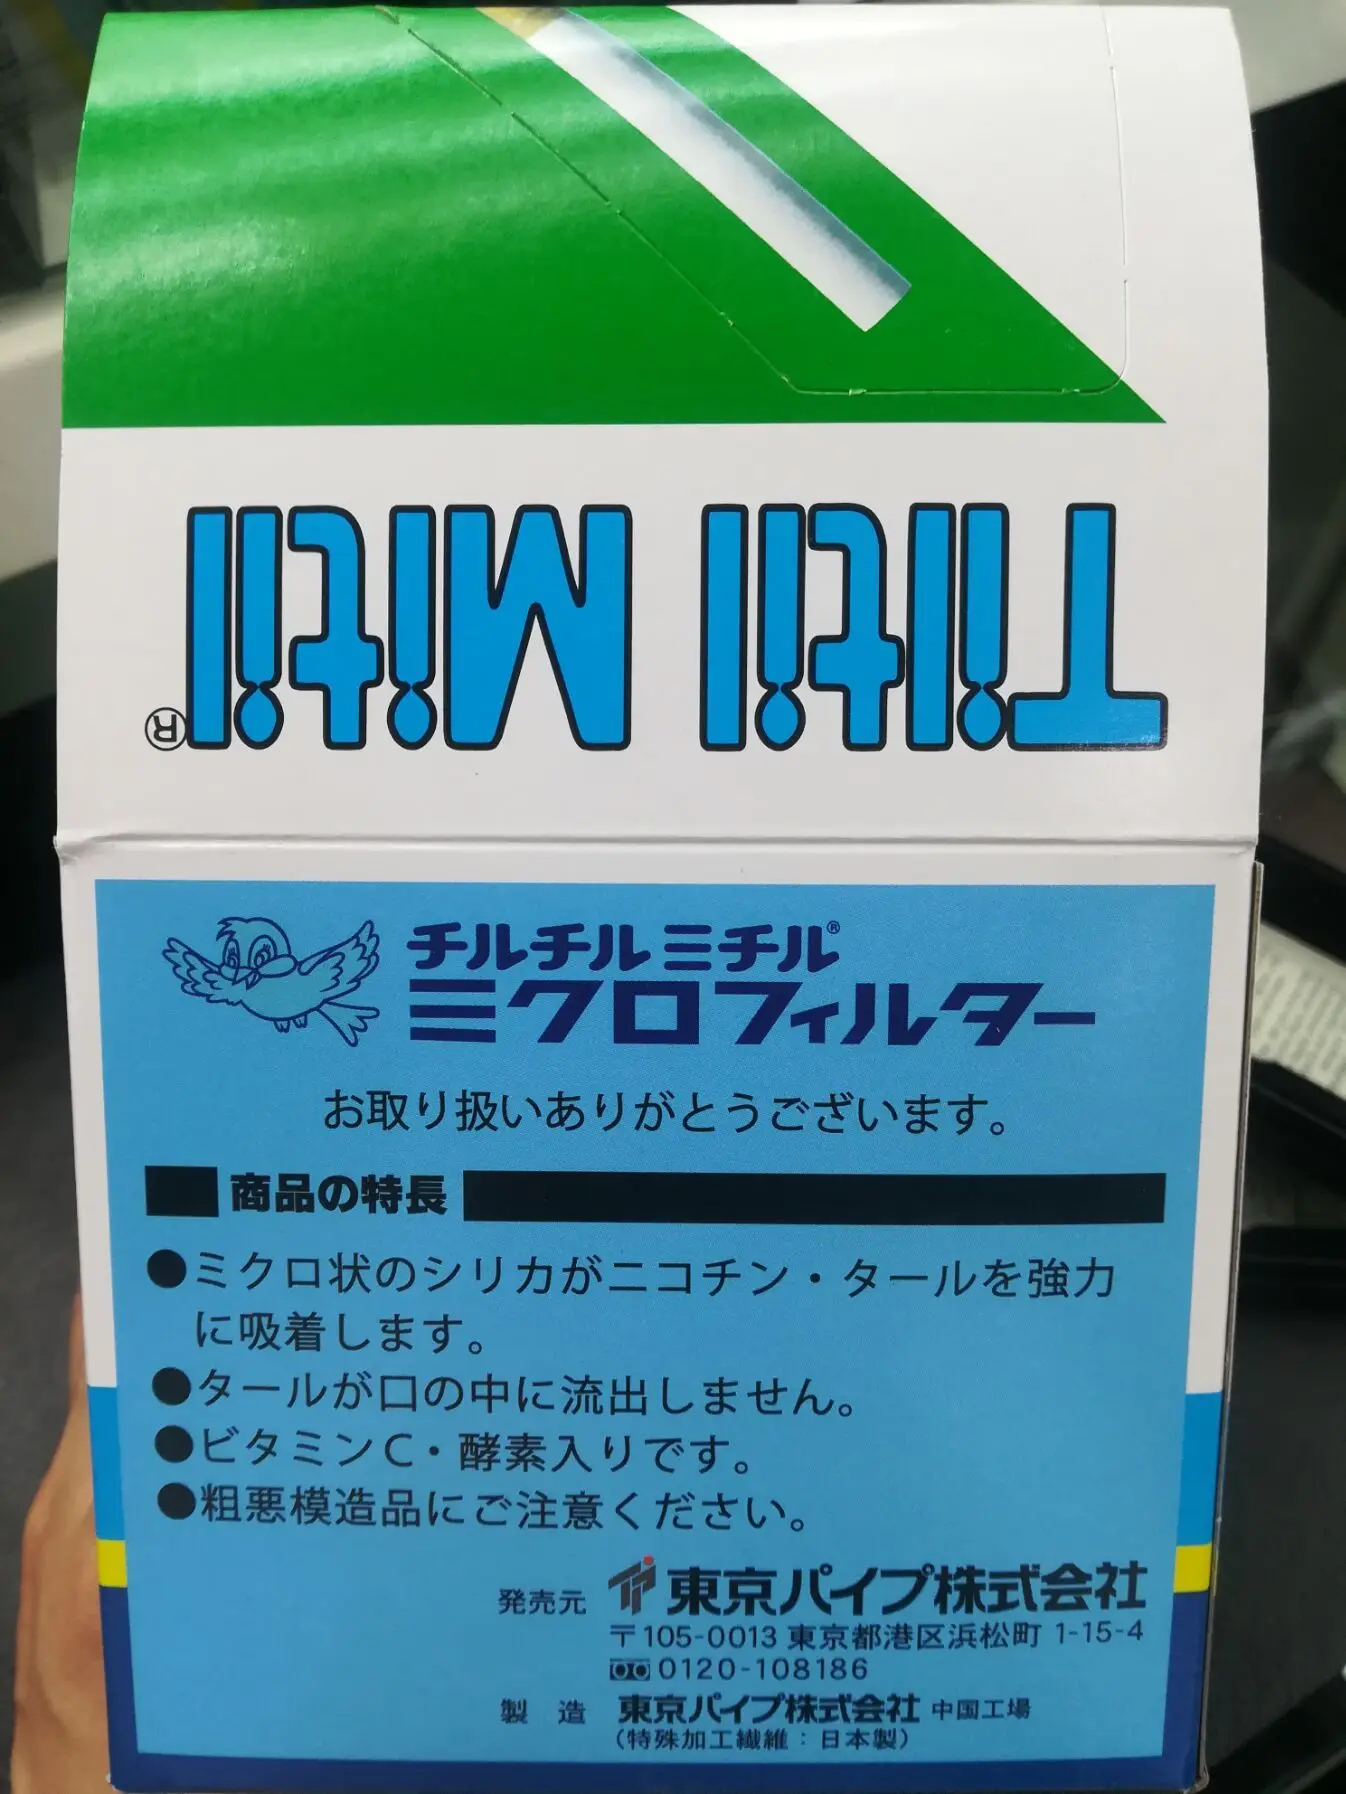 Tiltil Mitil®
チルチルミチル®
ミクロフィルター
お取り扱いありがとうございます。
商品の特長
●ミクロ状のシリカがニコチン・タールを強力
に吸着します。
●タールが口の中に流出しません。
●ビタミンC・酵素入りです。
●粗悪模造品にご注意ください。
発売元 東京パイプ株式会社
〒105-0013 東京都港区浜松町 1-15-4
0120-108186
製造 東京パイプ株式会社 中国工場
(特殊加工繊維：日本製)